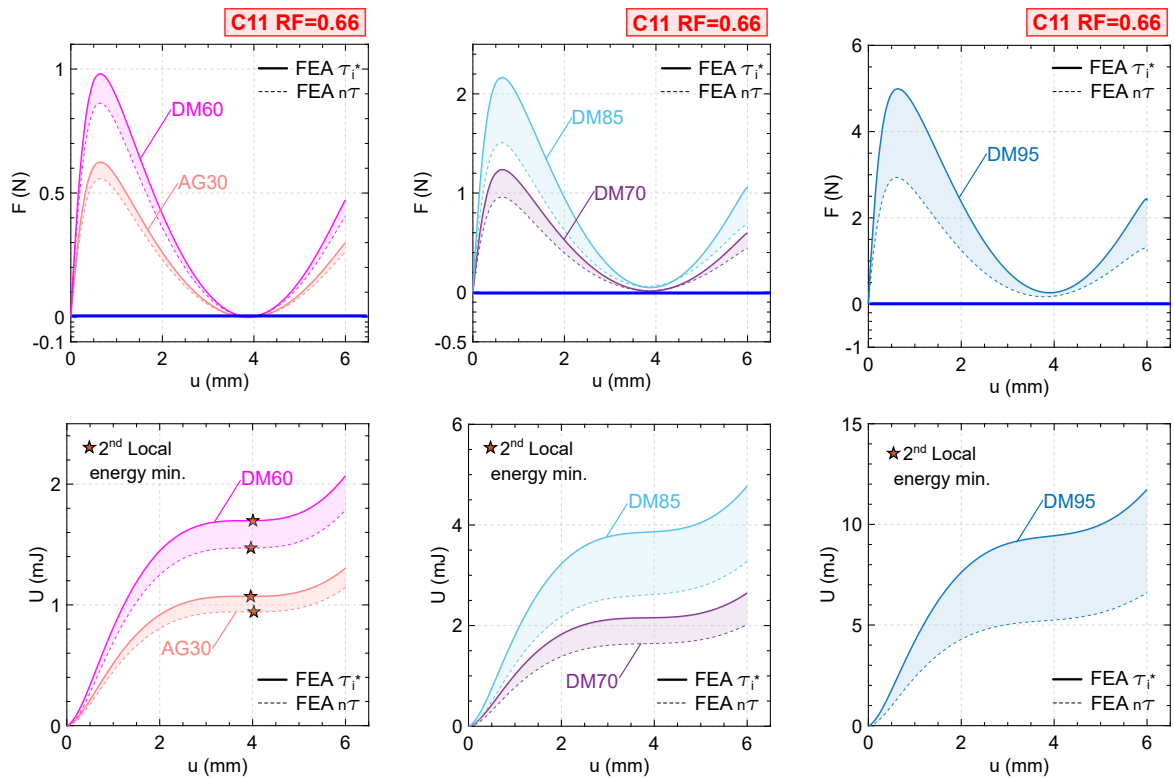 C11 RF=0.66
F (N)
1
0.5
0
-0.1
FEA τi*
FEA nτ
DM60
AG30
0 2 4 6
u (mm)
C11 RF=0.66
F (N)
2
1
0
-0.5
FEA τi*
FEA nτ
DM85
DM70
0 2 4 6
u (mm)
C11 RF=0.66
F (N)
6
4
2
0
-1
FEA τi*
FEA nτ
DM95
0 2 4 6
u (mm)
U (mJ)
2
1
0
2nd Local
energy min.
DM60
AG30
FEA τi*
FEA nτ
0 2 4 6
u (mm)
U (mJ)
6
4
2
0
2nd Local
energy min.
DM85
DM70
FEA τi*
FEA nτ
0 2 4 6
u (mm)
U (mJ)
15
10
5
0
2nd Local
energy min.
DM95
FEA τi*
FEA nτ
0 2 4 6
u (mm)